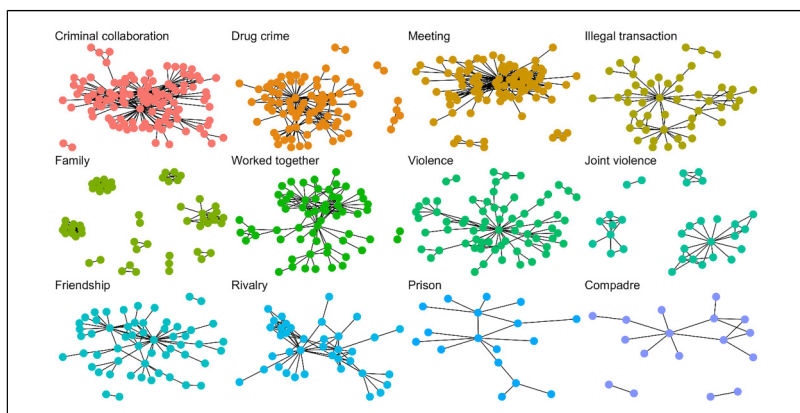 Criminal collaboration
Drug crime
Meeting
Illegal transaction
Family
Worked together
Violence
Joint violence
Friendship
Rivalry
Prison
Compadre